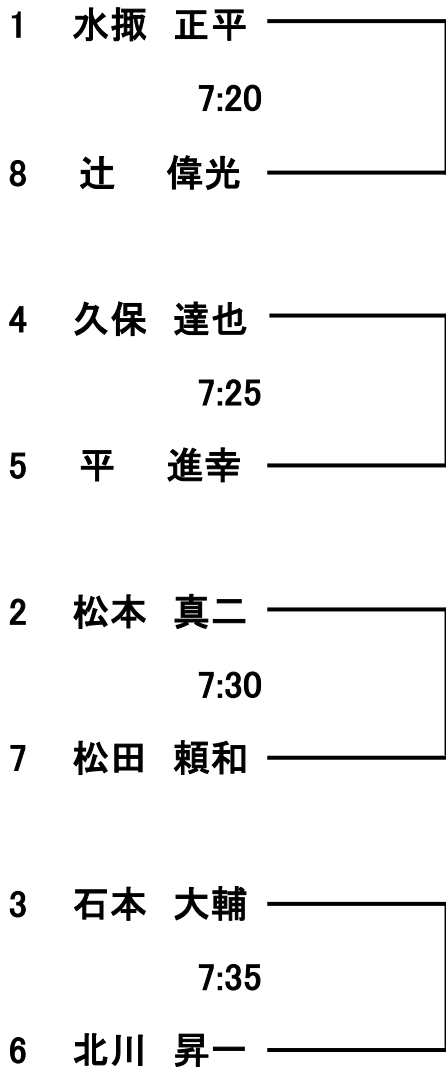 1 水掫 正平
7:20
8 辻 偉光
4 久保 達也
7:25
5 平 進幸
2 松本 真二
7:30
7 松田 頼和
3 石本 大輔
7:35
6 北川 昇一